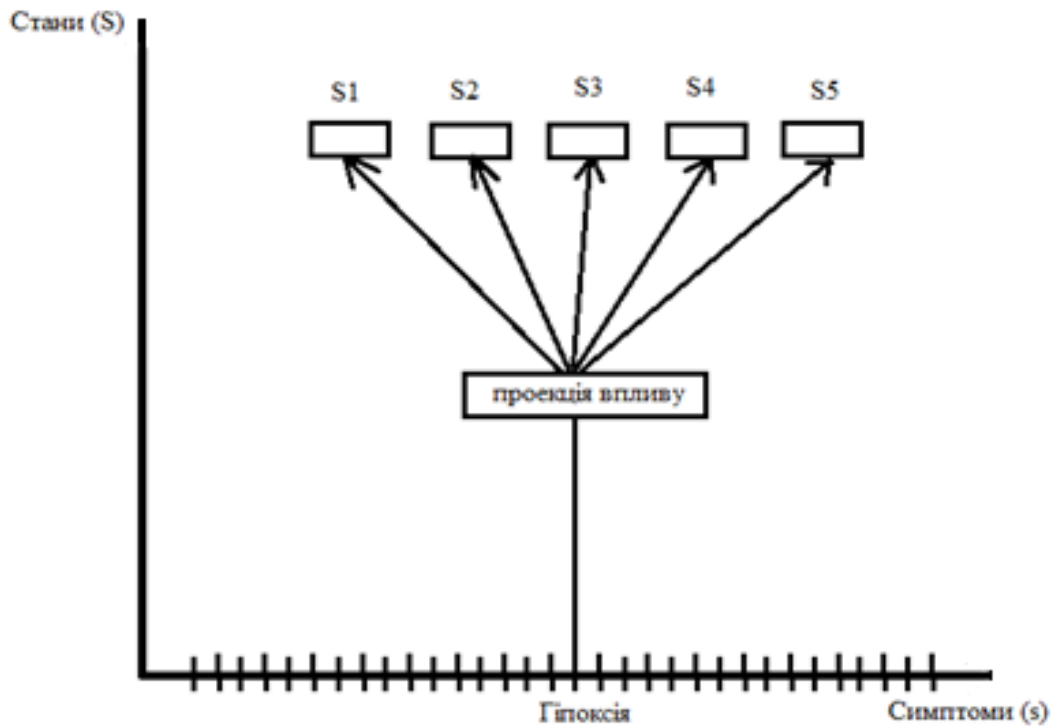 Стани (S)
S1 S2 S3 S4 S5
проекція впливу
Гіпоксія
Симптоми (s)